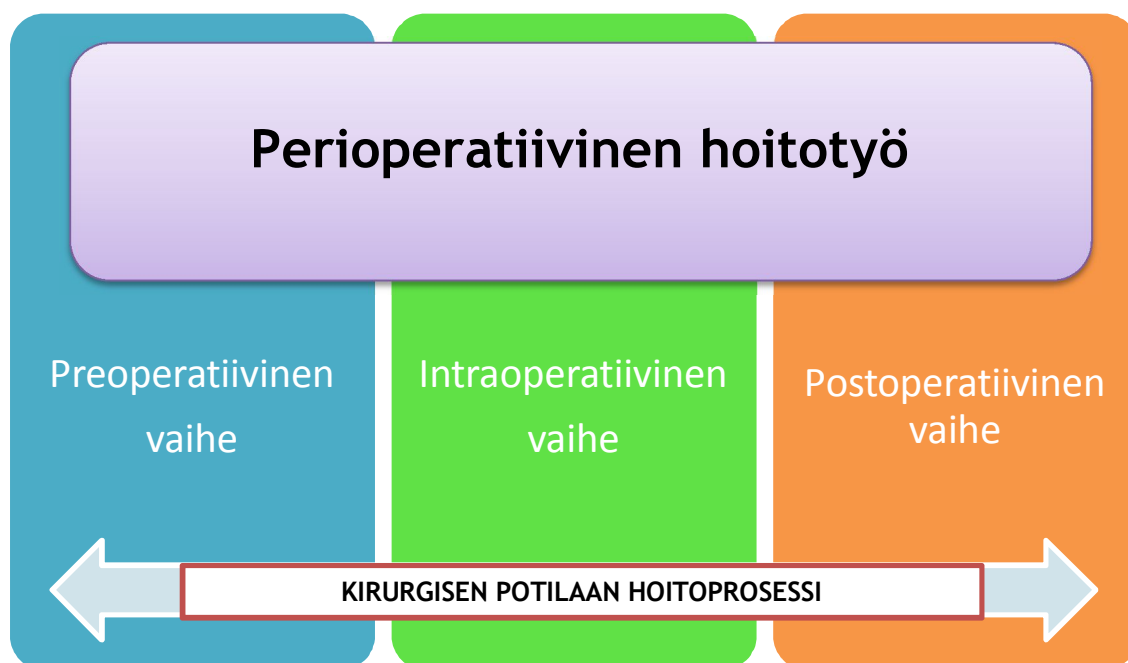 Perioperatiivinen hoitotyö
Preoperatiivinen
vaihe
Intraoperatiivinen
vaihe
Postoperatiivinen
vaihe
KIRURGISEN POTILAAN HOITOPROSESSI